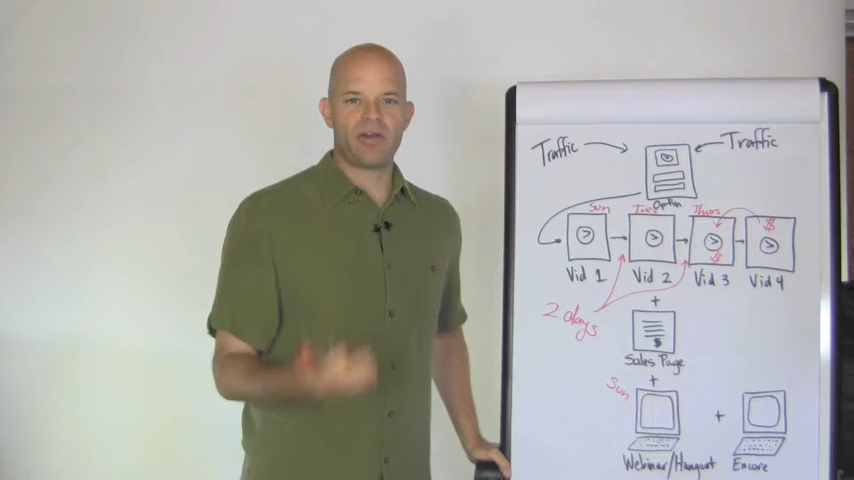 Traffic
Traffic
Optin
Sun
Tues
Thurs
$
$
Vid 1
Vid 2
Vid 3
Vid 4
+
2 days
$
Sales Page
+
Sun
+
Webinar/Hangout
Encore